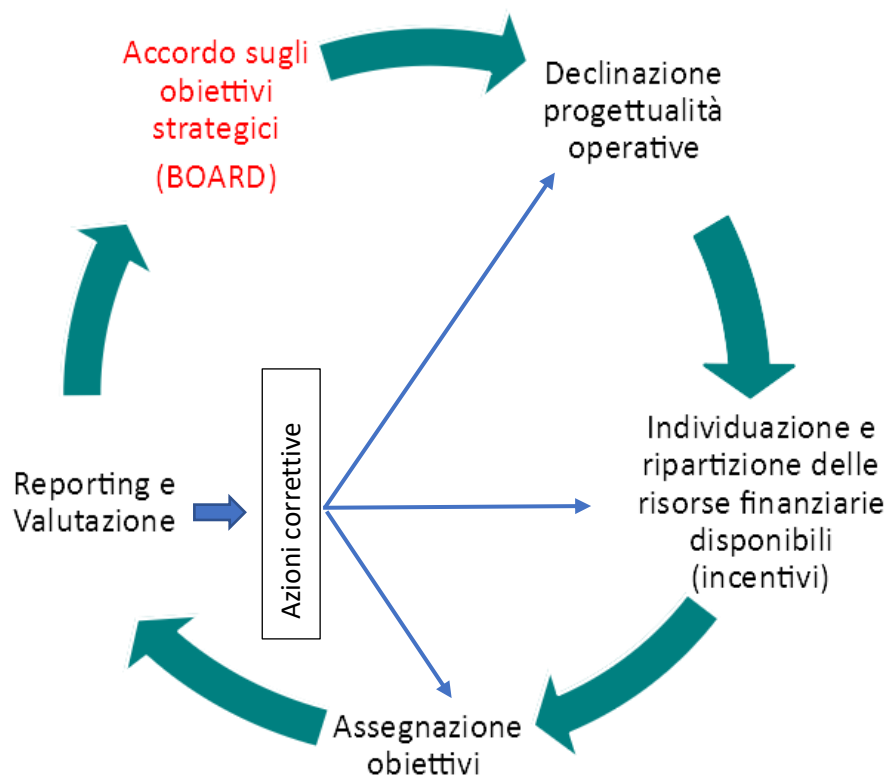 Accordo sugli
obiettivi
strategici
(BOARD)
Declinazione
progettualità
operative
Individuazione e
ripartizione delle
risorse finanziarie
disponibili
(incentivi)
Assegnazione
obiettivi
Reporting e
Valutazione
Azioni correttive